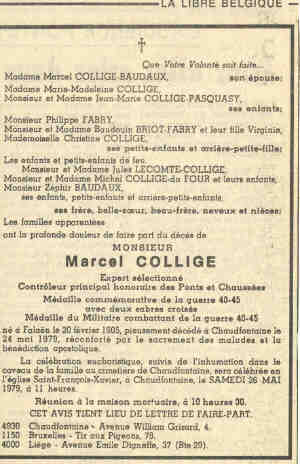 LA LIBRE BELGIQUE —
Que Votre Volonté soit faite...
Madame Marcel COLLIGE-BAUDAUX, son épouse;
Madame Marie-Madeleine COLLIGE,
Monsieur et Madame Jean-Marie COLLIGE-PASQUASY,
ses enfants;
Monsieur Philippe FABRY,
Monsieur et Madame Baudouin BRIOT-FABRY et leur fille Virginie,
Mademoiselle Christine COLLIGE,
ses petits-enfants et arrière-petite-fille;
Les enfants et petits-enfants de feu
Monsieur et Madame Jules LECOMTE-COLLIGE,
Monsieur et Madame Michel COLLIGE-du FOUR et leurs enfants,
Monsieur Zéphir BAUDAUX,
ses enfants, petits-enfants et arrière-petits-enfants,
ses frère, belle-sœur, beau-frère, neveux et nièces;
Les familles apparentées
ont la profonde douleur de faire part du décès de
MONSIEUR
Marcel COLLIGE
Expert sélectionné
Contrôleur principal honoraire des Ponts et Chaussées
Médaille commémorative de la guerre 40-45
avec deux sabres croisés
Médaille du Militaire combattant de la guerre 40-45
né à Falaën le 20 février 1905, pieusement décédé à Chaudfontaine le
24 mai 1979, réconforté par le sacrement des malades et la
bénédiction apostolique.
La célébration eucharistique, suivie de l'inhumation dans le
caveau de la famille au cimetière de Chaudfontaine, sera célébrée en
l'église Saint-François-Xavier, à Chaudfontaine, le SAMEDI 26 MAI
1979, à 11 heures.
Réunion à la maison mortuaire, à 10 heures 30.
CET AVIS TIENT LIEU DE LETTRE DE FAIRE-PART.
4930 Chaudfontaine - Avenue William Grisard, 4.
1150 Bruxelles - Tir aux Pigeons, 78.
4000 Liège - Avenue Emile Digneffe, 37 (Bte 29).